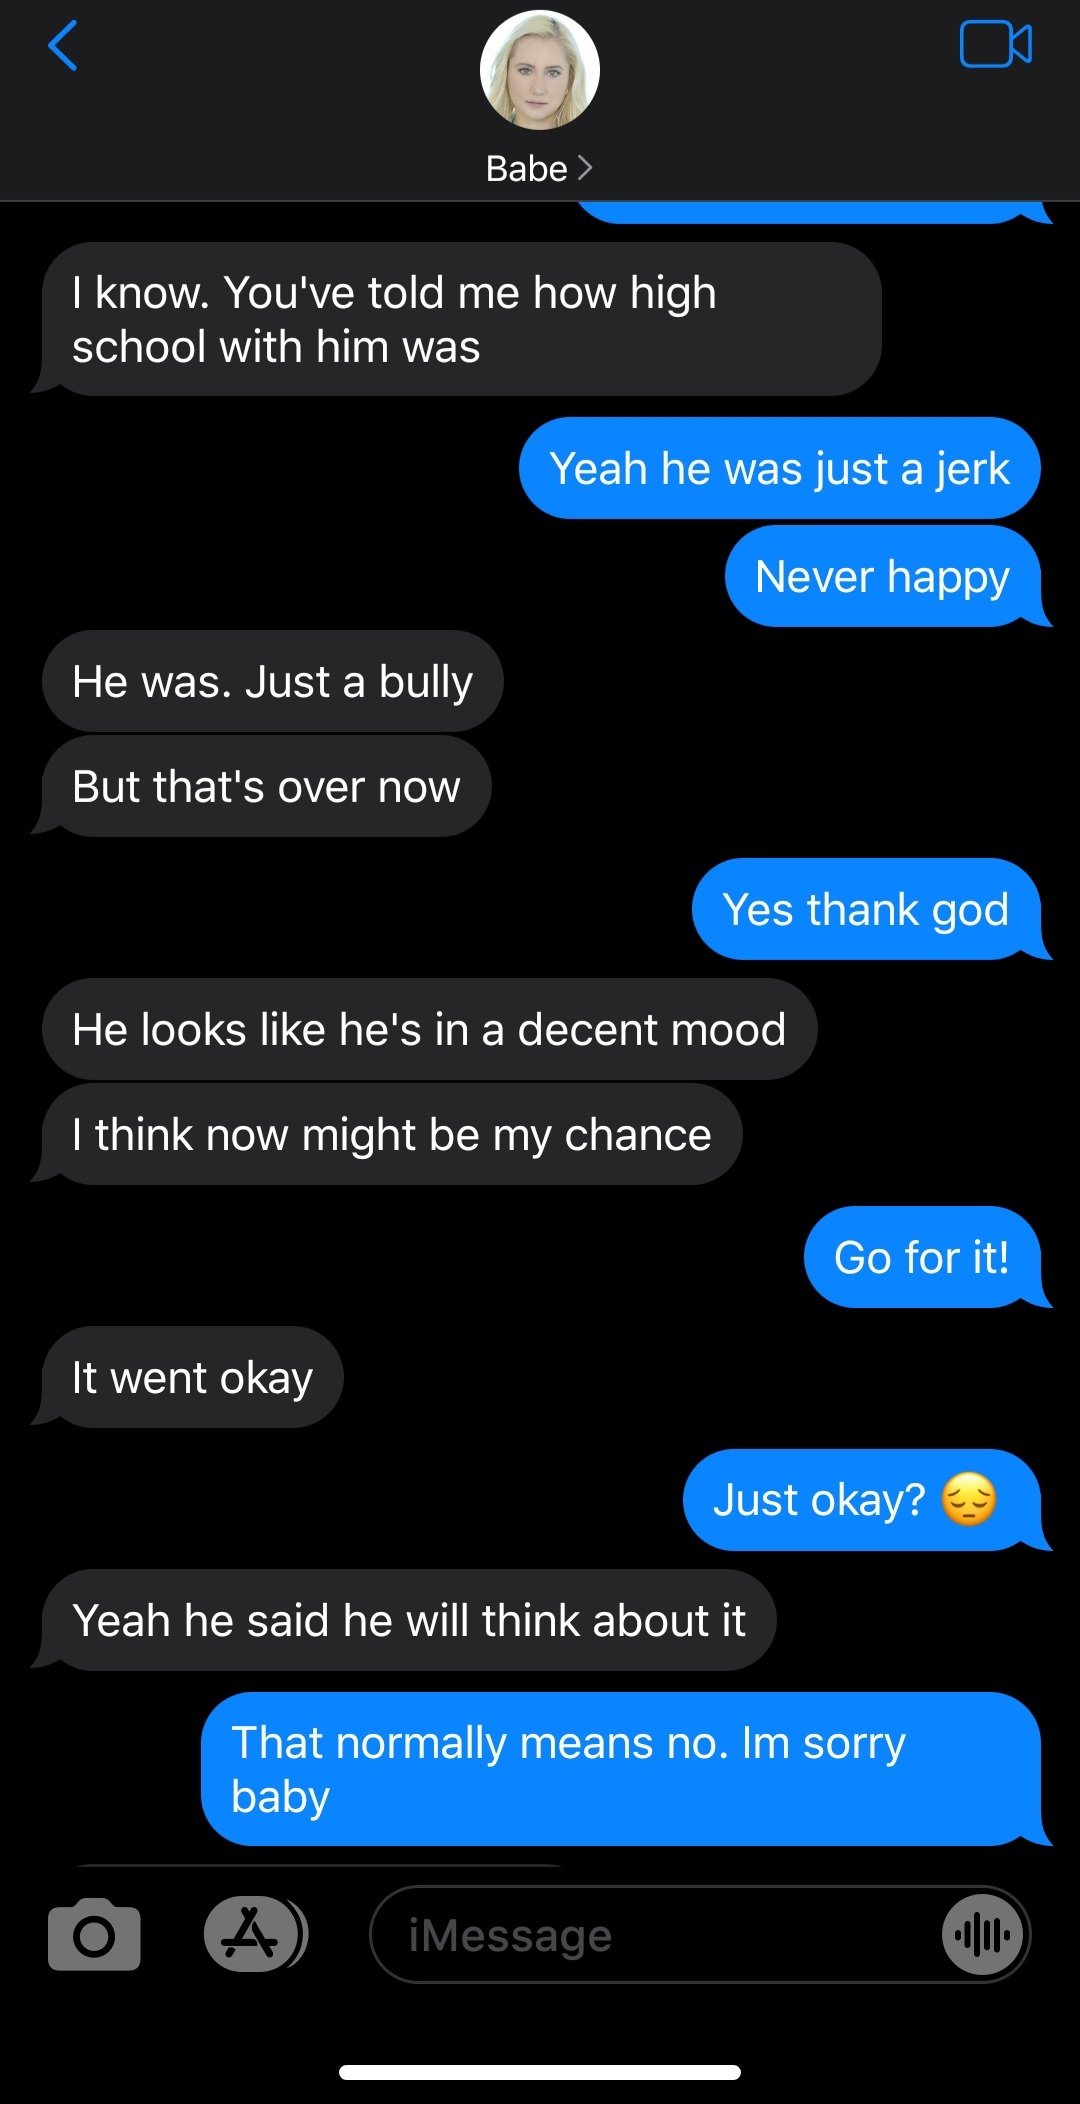 Babe
I know. You've told me how high
school with him was
Yeah he was just a jerk
Never happy
He was. Just a bully
But that's over now
Yes thank god
He looks like he's in a decent mood
I think now might be my chance
Go for it!
It went okay
Just okay? 😔
Yeah he said he will think about it
That normally means no. Im sorry
baby
iMessage